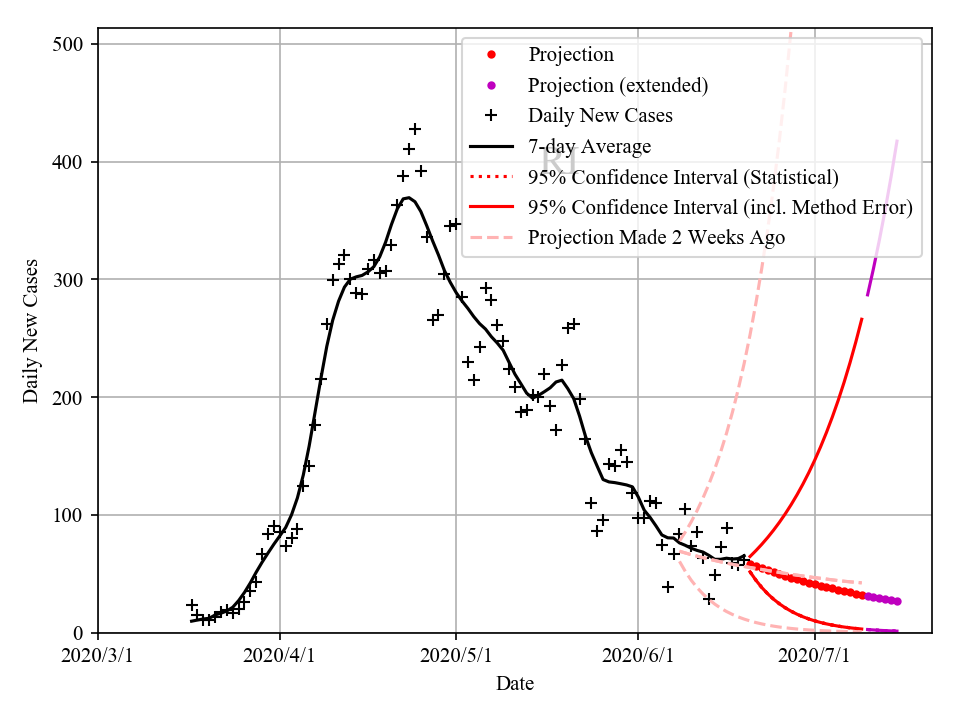 500
400
300
200
100
0
Daily New Cases
Projection
Projection (extended)
Daily New Cases
7-day Average
RI
95% Confidence Interval (Statistical)
95% Confidence Interval (incl. Method Error)
Projection Made 2 Weeks Ago
2020/3/1
2020/4/1
2020/5/1
2020/6/1
2020/7/1
Date